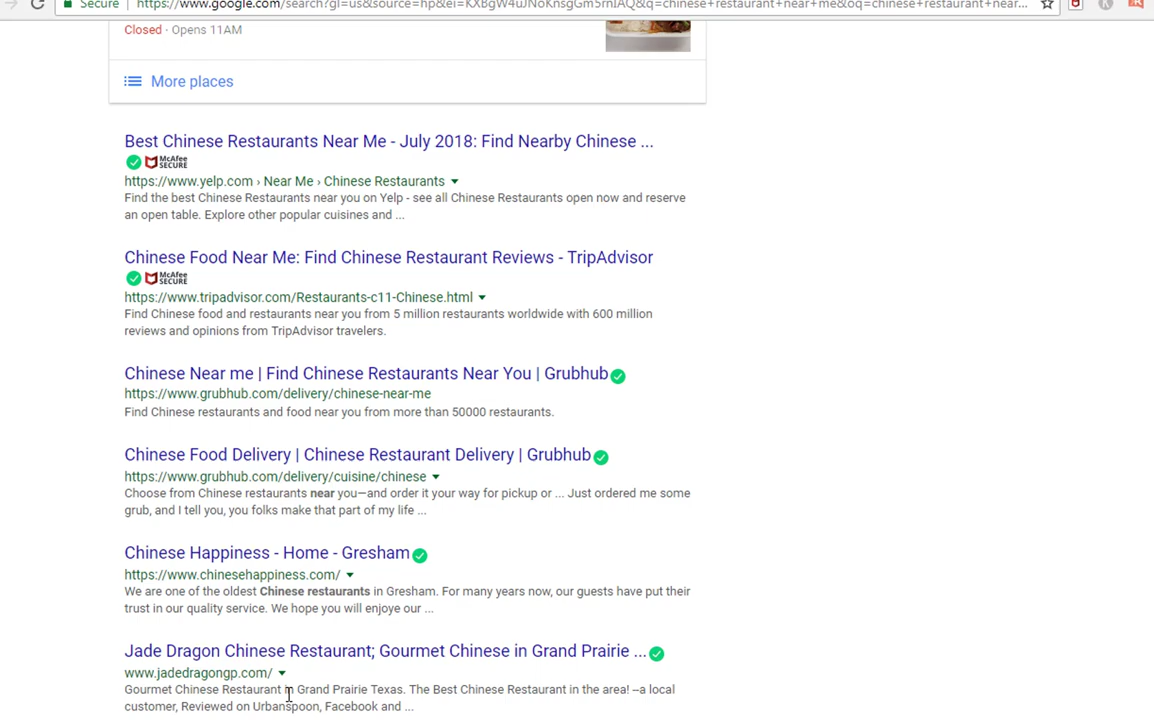 Secure | https://www.google.com/search?gl=us&source=hp&ei=KXBgW4uJNoKnsgGm5rnIAQ&q=chinese+restaurant+near+me&oq=chinese+restaurant+near...
Closed · Opens 11AM
More places
Best Chinese Restaurants Near Me - July 2018: Find Nearby Chinese ...
McAfee SECURE
https://www.yelp.com › Near Me › Chinese Restaurants
Find the best Chinese Restaurants near you on Yelp - see all Chinese Restaurants open now and reserve
an open table. Explore other popular cuisines and ...
Chinese Food Near Me: Find Chinese Restaurant Reviews - TripAdvisor
McAfee SECURE
https://www.tripadvisor.com/Restaurants-c11-Chinese.html
Find Chinese food and restaurants near you from 5 million restaurants worldwide with 600 million
reviews and opinions from TripAdvisor travelers.
Chinese Near me | Find Chinese Restaurants Near You | Grubhub
https://www.grubhub.com/delivery/chinese-near-me
Find Chinese restaurants and food near you from more than 50000 restaurants.
Chinese Food Delivery | Chinese Restaurant Delivery | Grubhub
https://www.grubhub.com/delivery/cuisine/chinese
Choose from Chinese restaurants near you—and order it your way for pickup or ... Just ordered me some
grub, and I tell you, you folks make that part of my life ...
Chinese Happiness - Home - Gresham
https://www.chinesehappiness.com/
We are one of the oldest Chinese restaurants in Gresham. For many years now, our guests have put their
trust in our quality service. We hope you will enjoy our ...
Jade Dragon Chinese Restaurant; Gourmet Chinese in Grand Prairie ...
www.jadedragongp.com/
Gourmet Chinese Restaurant in Grand Prairie Texas. The Best Chinese Restaurant in the area! --a local
customer, Reviewed on Urbanspoon, Facebook and ...